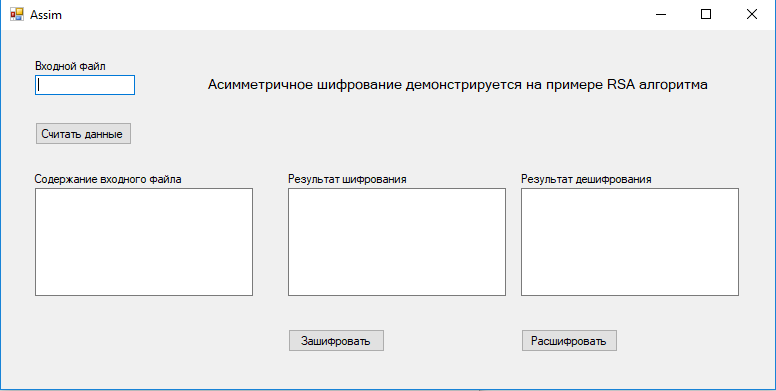 Assim
Входной файл
Асимметричное шифрование демонстрируется на примере RSA алгоритма
Считать данные
Содержание входного файла
Результат шифрования
Результат дешифрования
Зашифровать
Расшифровать